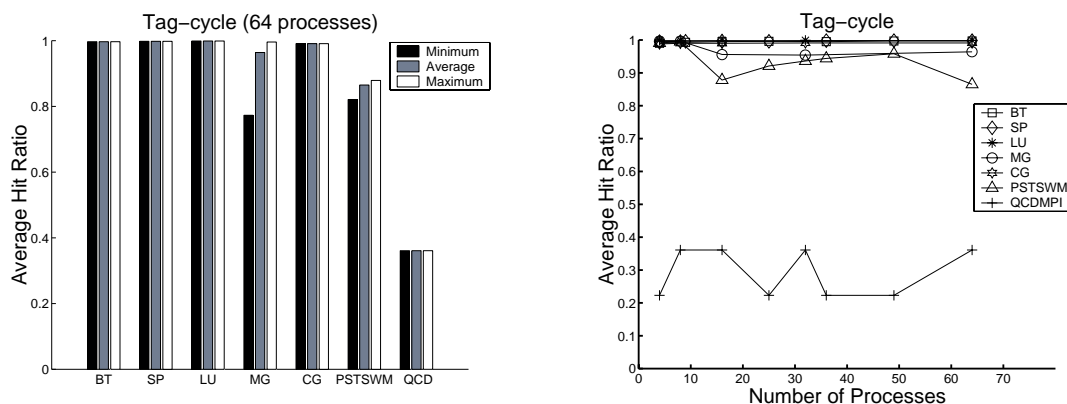 Tag-cycle (64 processes)
Average Hit Ratio
1
0.8
0.6
0.4
0.2
0
BT SP LU MG CG PSTSWM QCD
Minimum
Average
Maximum
Tag-cycle
Average Hit Ratio
1
0.9
0.8
0.7
0.6
0.5
0.4
0.3
0.2
0.1
0
0 10 20 30 40 50 60 70
Number of Processes
BT
SP
LU
MG
CG
PSTSWM
QCDMPI